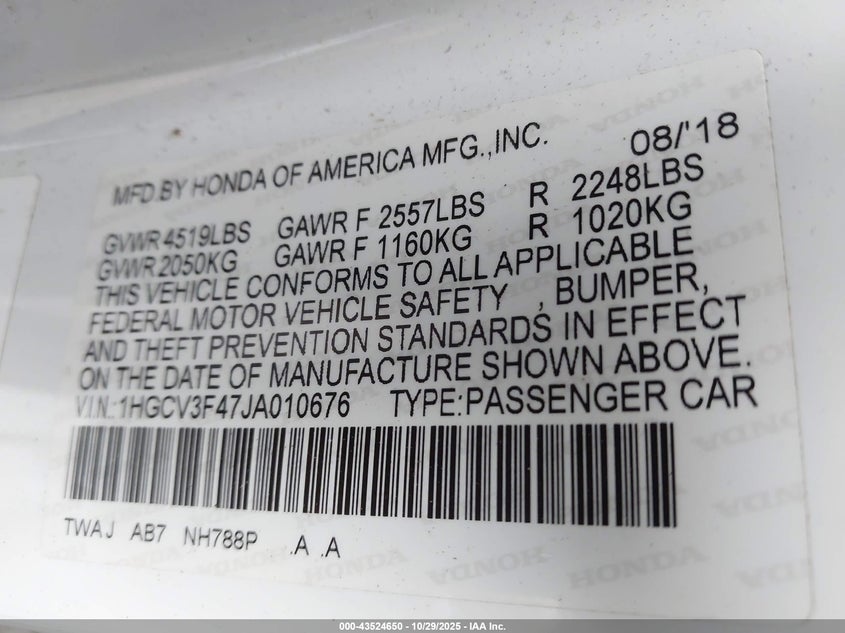 MFD.BY HONDA OF AMERICA MFG.,INC. 08/'18
GVWR 4519LBS GAWR F 2557LBS R 2248LBS
GVWR 2050KG GAWR F 1160KG R 1020KG
THIS VEHICLE CONFORMS TO ALL APPLICABLE
FEDERAL MOTOR VEHICLE SAFETY , BUMPER,
AND THEFT PREVENTION STANDARDS IN EFFECT
ON THE DATE OF MANUFACTURE SHOWN ABOVE.
V.I.N.:1HGCV3F47JA010676 TYPE:PASSENGER CAR
TWAJ AB7 NH788P .A .A
000-43524650 | 10/29/2025 | IAA Inc.